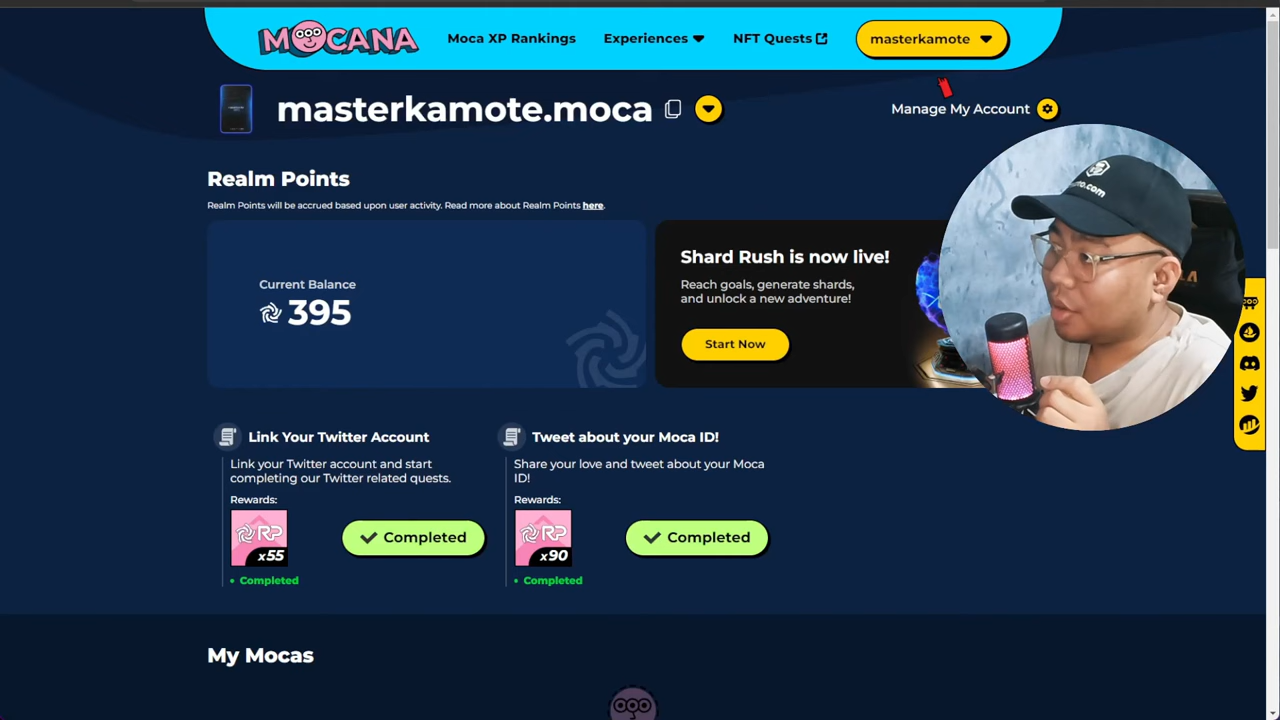 MOCANA
Moca XP Rankings
Experiences
NFT Quests
masterkamote
masterkamote.moca
Manage My Account
Realm Points
Realm Points will be accrued based upon user activity. Read more about Realm Points here.
Current Balance
395
Shard Rush is now live!
Reach goals, generate shards,
and unlock a new adventure!
Start Now
Link Your Twitter Account
Link your Twitter account and start
completing our Twitter related quests.
Rewards:
RP
x55
Completed
Completed
Tweet about your Moca ID!
Share your love and tweet about your Moca
ID!
Rewards:
RP
x90
Completed
Completed
My Mocas